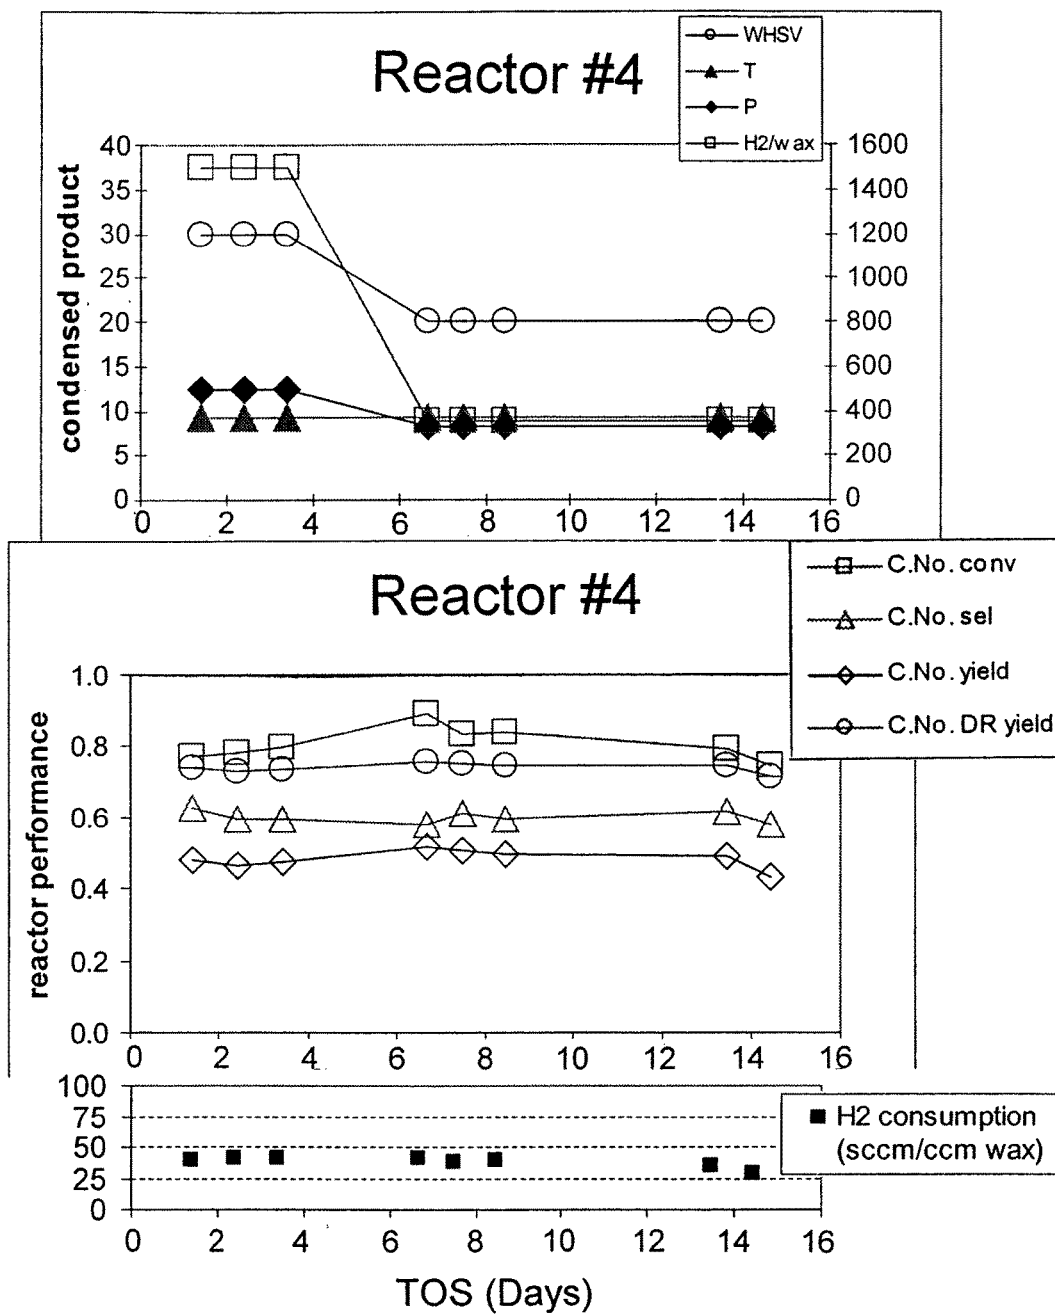 Reactor #4
WHSV
T
P
H2/wax
condensed product
40
35
30
25
20
15
10
5
0
1600
1400
1200
1000
800
600
400
200
0
0 2 4 6 8 10 12 14 16
Reactor #4
C.No. conv
C.No. sel
C.No. yield
C.No. DR yield
reactor performance
1.0
0.8
0.6
0.4
0.2
0.0
0 2 4 6 8 10 12 14 16
100
75
50
25
0
H2 consumption
(sccm/ccm wax)
0 2 4 6 8 10 12 14 16
TOS (Days)